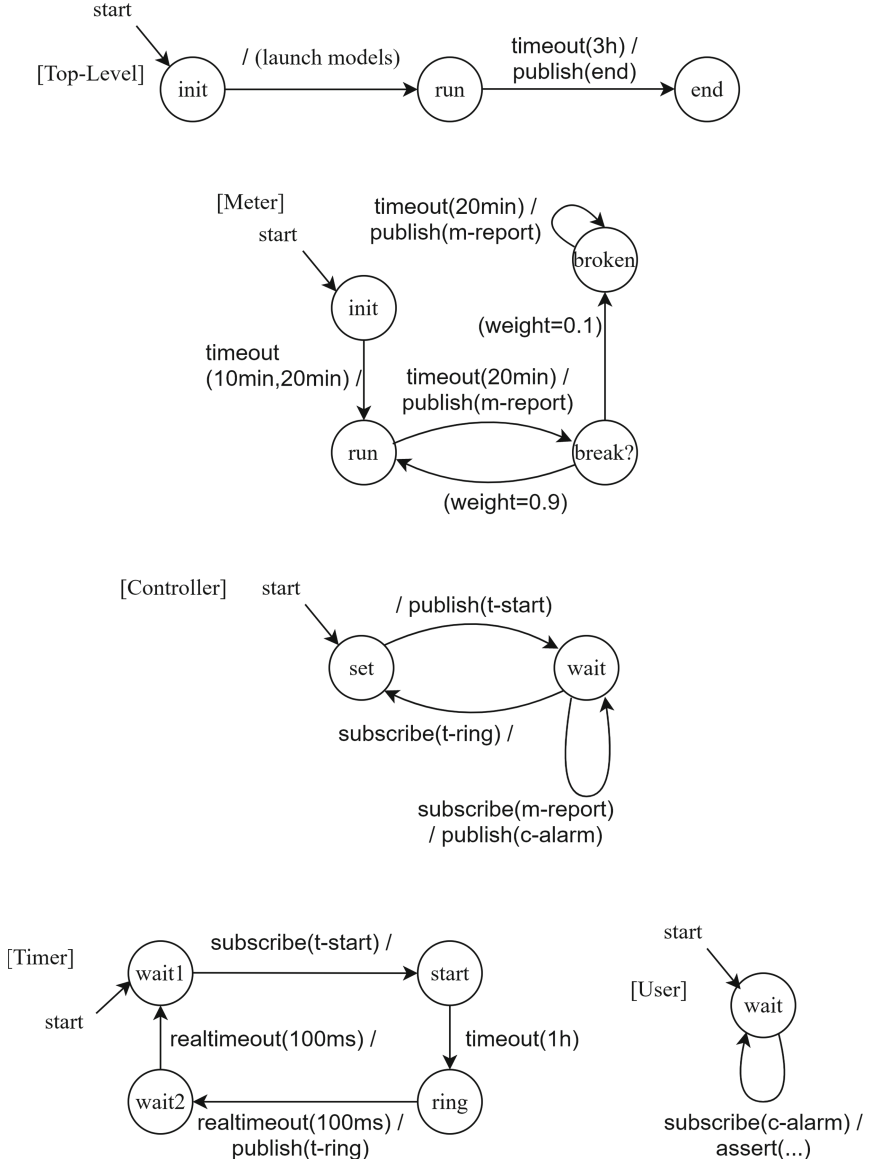 start
[Top-Level]
init
/ (launch models)
run
timeout(3h) /
publish(end)
end
[Meter]
start
timeout(20min) /
publish(m-report)
broken
init
(weight=0.1)
timeout
(10min,20min) /
timeout(20min) /
publish(m-report)
run
break?
(weight=0.9)
[Controller]
start
/ publish(t-start)
set
wait
subscribe(t-ring) /
subscribe(m-report)
/ publish(c-alarm)
[Timer]
start
wait1
subscribe(t-start) /
start
realtimeout(100ms) /
timeout(1h)
wait2
ring
realtimeout(100ms) /
publish(t-ring)
start
[User]
wait
subscribe(c-alarm) /
assert(...)